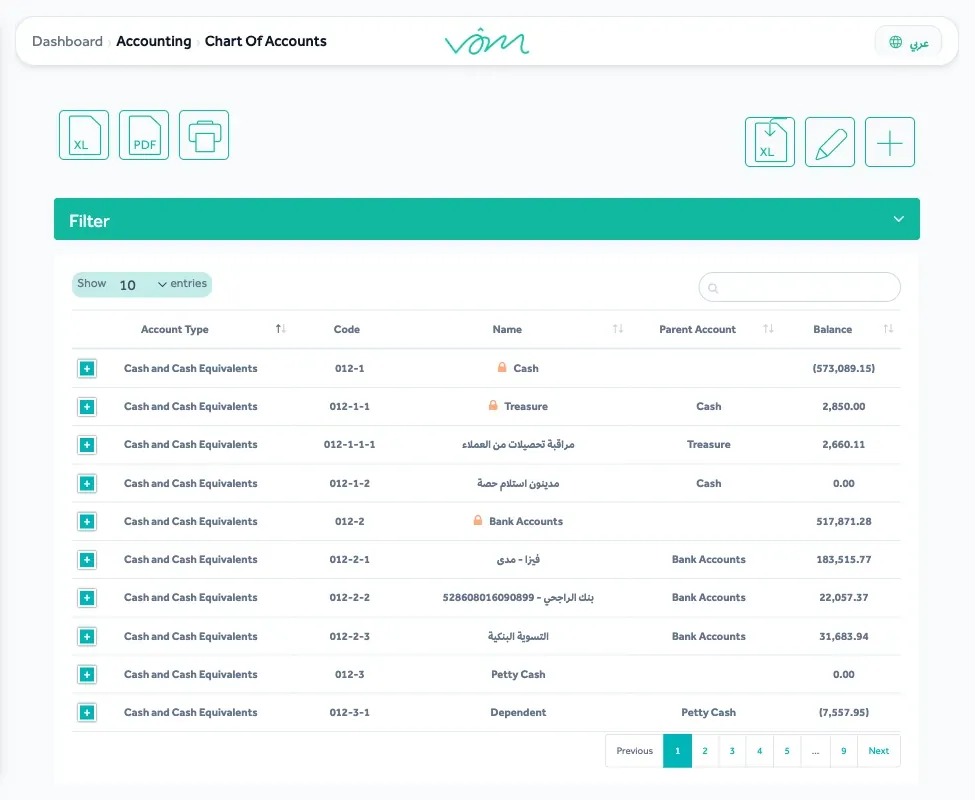 Dashboard › Accounting › Chart Of Accounts
vôm
عربي
XL PDF
XL
Filter
Show 10 entries
Account Type Code Name Parent Account Balance
Cash and Cash Equivalents 012-1 Cash (573,089.15)
Cash and Cash Equivalents 012-1-1 Treasure Cash 2,850.00
Cash and Cash Equivalents 012-1-1-1 مراقبة تحصيلات من العملاء Treasure 2,660.11
Cash and Cash Equivalents 012-1-2 مدينون استلام حصة Cash 0.00
Cash and Cash Equivalents 012-2 Bank Accounts 517,871.28
Cash and Cash Equivalents 012-2-1 فيزا - مدى Bank Accounts 183,515.77
Cash and Cash Equivalents 012-2-2 بنك الراجحي - 528608016090899 Bank Accounts 22,057.37
Cash and Cash Equivalents 012-2-3 التسوية البنكية Bank Accounts 31,683.94
Cash and Cash Equivalents 012-3 Petty Cash 0.00
Cash and Cash Equivalents 012-3-1 Dependent Petty Cash (7,557.95)
Previous 1 2 3 4 5 ... 9 Next